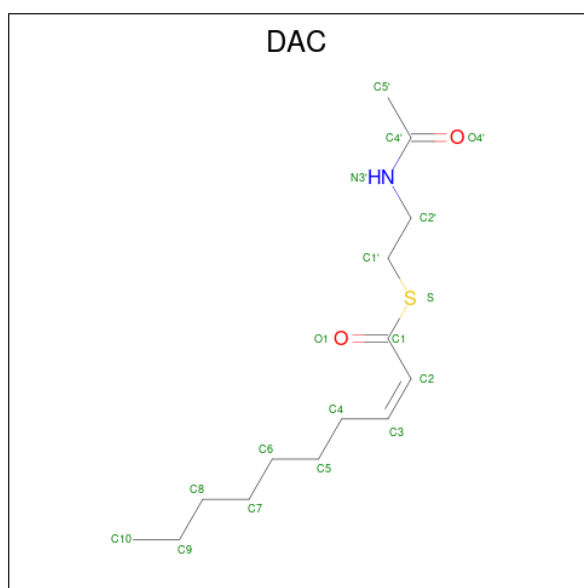 DAC
C5'
C4' O O4'
N3' HN
C2'
C1'
S S
O1 O C1
C2
C4
C3
C6
C5
C8
C7
C10
C9